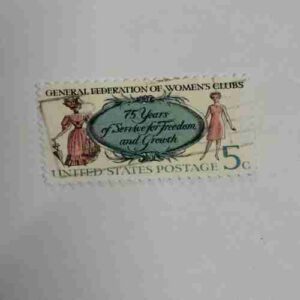 GENERAL FEDERATION OF WOMEN'S CLUBS
75 Years
of Service for Freedom
and Growth
5c
UNITED STATES POSTAGE